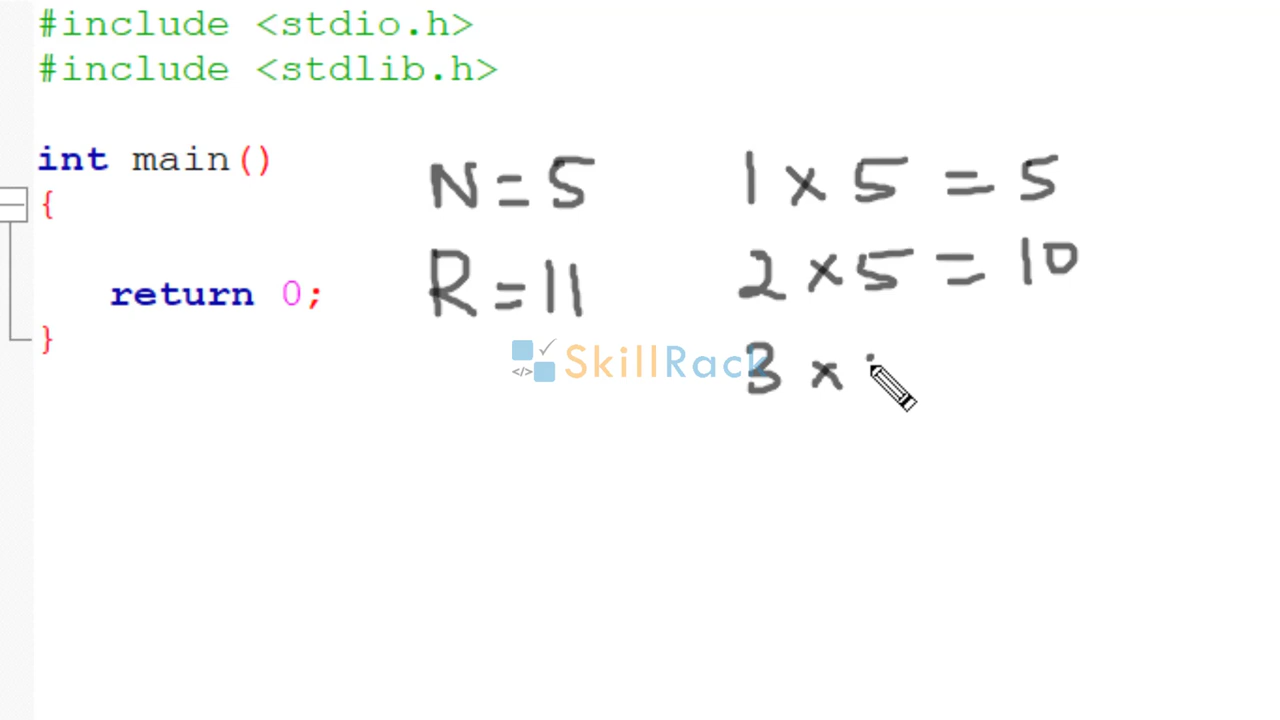 #include <stdio.h>
#include <stdlib.h>
int main()
{
return 0;
}
N = 5
R = 11
1 x 5 = 5
2 x 5 = 10
3 x
SkillRack